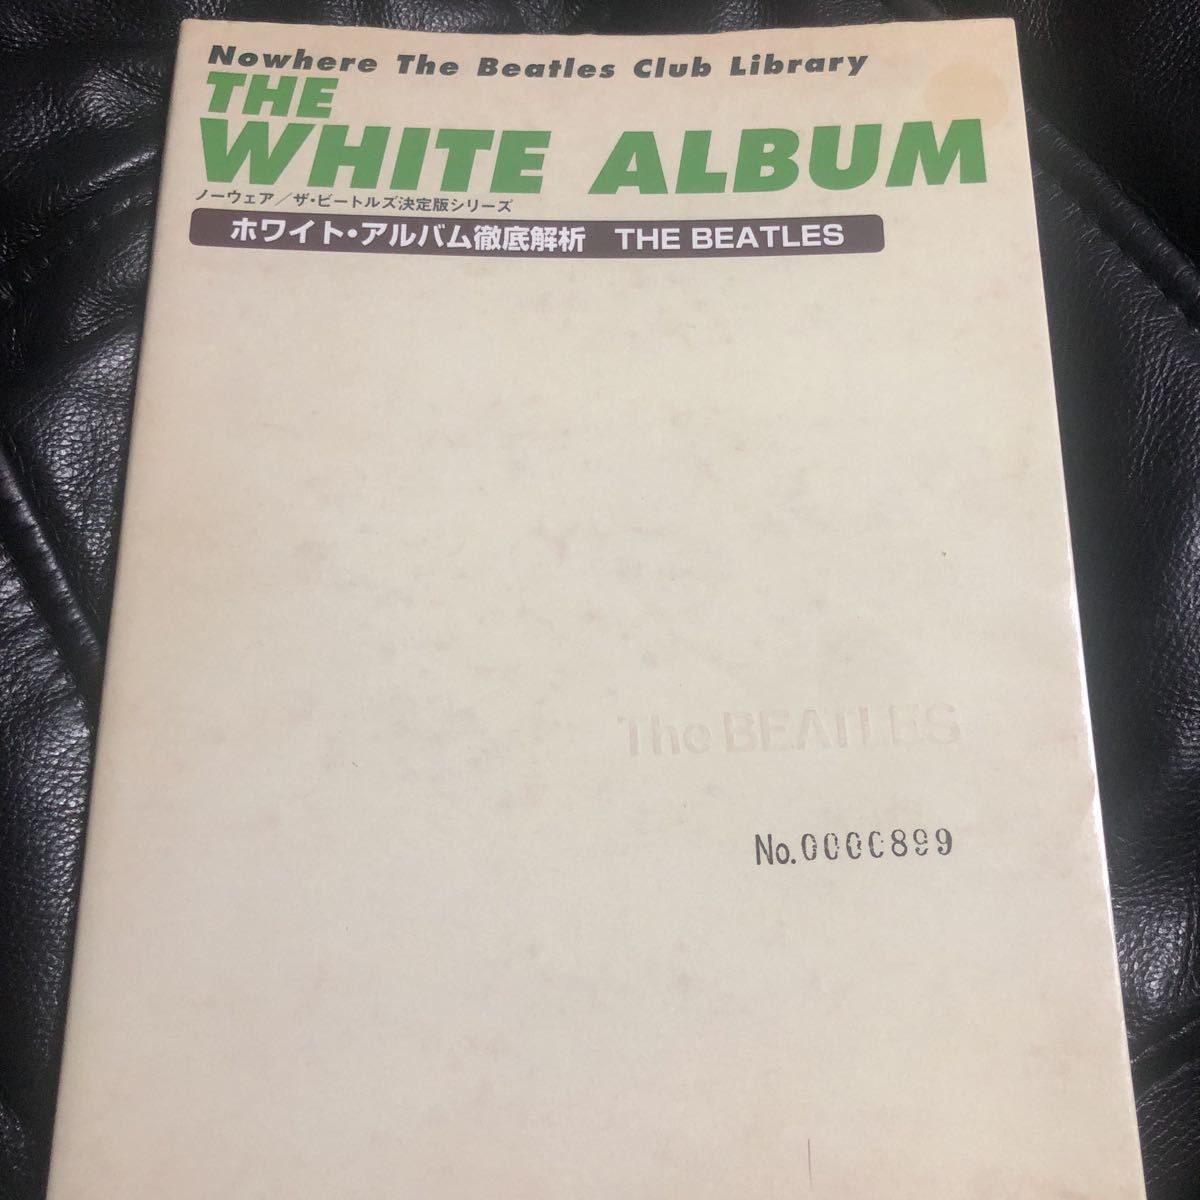 Nowhere The Beatles Club Library
THE
WHITE ALBUM
ノーウェア／ザ・ビートルズ決定版シリーズ
ホワイト・アルバム徹底解析 THE BEATLES
The BEATLES
No.0000899